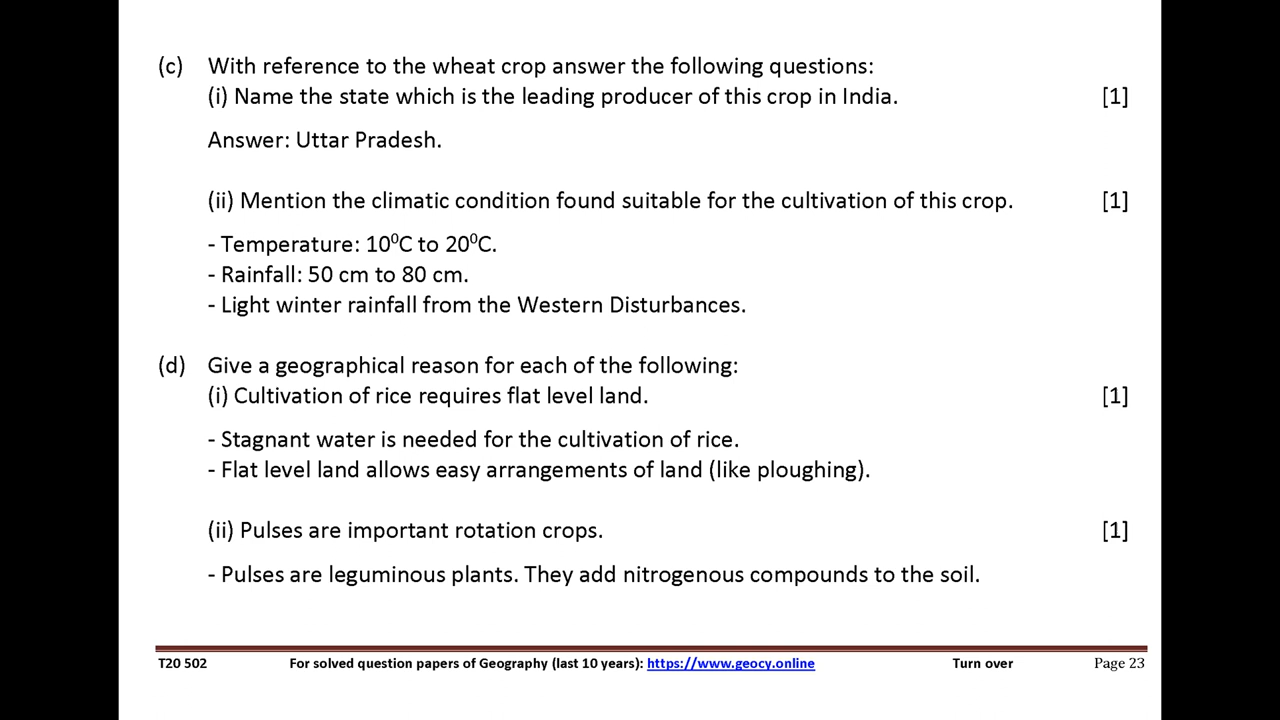 (c) With reference to the wheat crop answer the following questions:
(i) Name the state which is the leading producer of this crop in India. [1]
Answer: Uttar Pradesh.
(ii) Mention the climatic condition found suitable for the cultivation of this crop. [1]
- Temperature: 10⁰C to 20⁰C.
- Rainfall: 50 cm to 80 cm.
- Light winter rainfall from the Western Disturbances.
(d) Give a geographical reason for each of the following:
(i) Cultivation of rice requires flat level land. [1]
- Stagnant water is needed for the cultivation of rice.
- Flat level land allows easy arrangements of land (like ploughing).
(ii) Pulses are important rotation crops. [1]
- Pulses are leguminous plants. They add nitrogenous compounds to the soil.
T20 502 For solved question papers of Geography (last 10 years): https://www.geocy.online Turn over Page 23